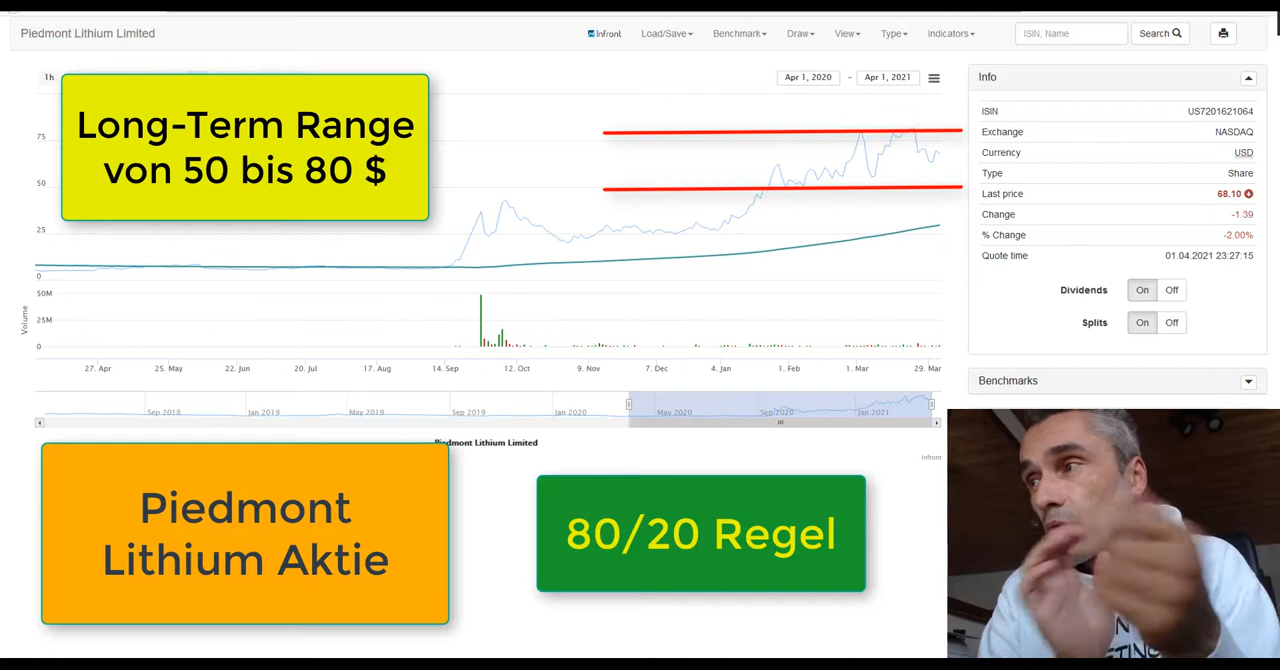 Piedmont Lithium Limited
Infront Load/Save Benchmark Draw View Type Indicators ISIN, Name Search
1h
Apr 1, 2020 – Apr 1, 2021
Long-Term Range
von 50 bis 80 $
75
50
25
0
50M
25M
0
Volume
27. Apr 25. May 22. Jun 20. Jul 17. Aug 14. Sep 12. Oct 9. Nov 7. Dec 4. Jan 1. Feb 1. Mar 29. Mar
Sep 2018 Jan 2019 May 2019 Sep 2019 Jan 2020 May 2020 Sep 2020 Jan 2021
Piedmont Lithium Limited
Infront
Info
ISIN US7201621064
Exchange NASDAQ
Currency USD
Type Share
Last price 68.10
Change -1.39
% Change -2.00%
Quote time 01.04.2021 23:27:15
Dividends On Off
Splits On Off
Benchmarks
Piedmont
Lithium Aktie
80/20 Regel